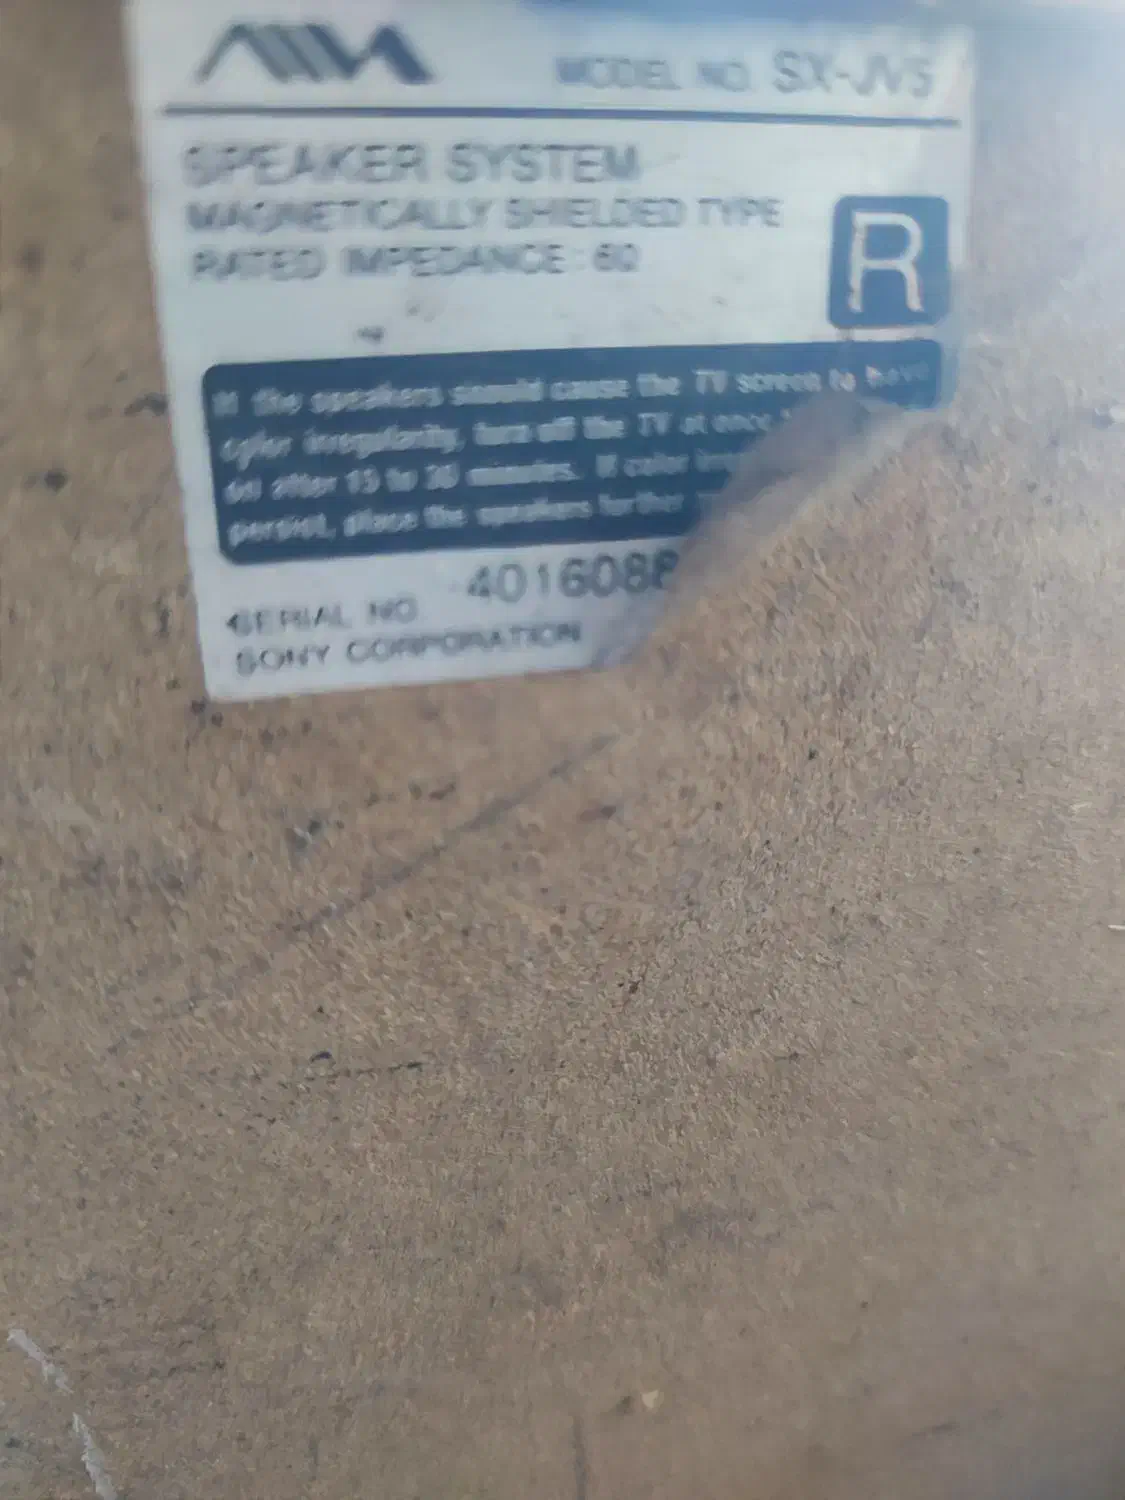 AIWA
MODEL NO. SX-JV5
SPEAKER SYSTEM
MAGNETICALLY SHIELDED TYPE
RATED IMPEDANCE : 6Ω
R
If the speakers should cause the TV screen to have
color irregularity, turn off the TV at once
on after 15 to 30 minutes. If color
persist, place the speakers further
SERIAL NO. 401608
SONY CORPORATION